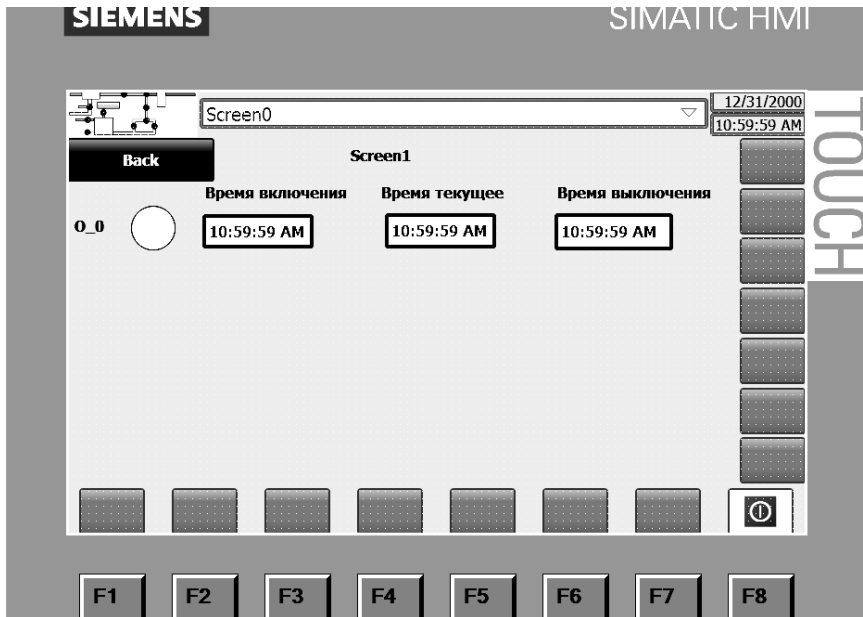 SIEMENS
SIMATIC HMI
TOUCH
Screen0
12/31/2000
10:59:59 AM
Back
Screen1
Время включения
Время текущее
Время выключения
O_0
10:59:59 AM
10:59:59 AM
10:59:59 AM
F1
F2
F3
F4
F5
F6
F7
F8